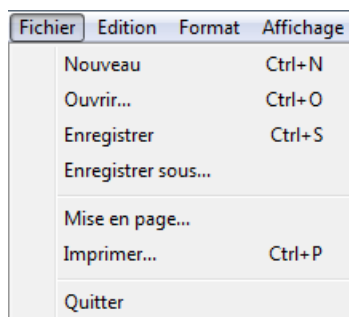 Fichier Edition Format Affichage
Nouveau Ctrl+N
Ouvrir... Ctrl+O
Enregistrer Ctrl+S
Enregistrer sous...
Mise en page...
Imprimer... Ctrl+P
Quitter